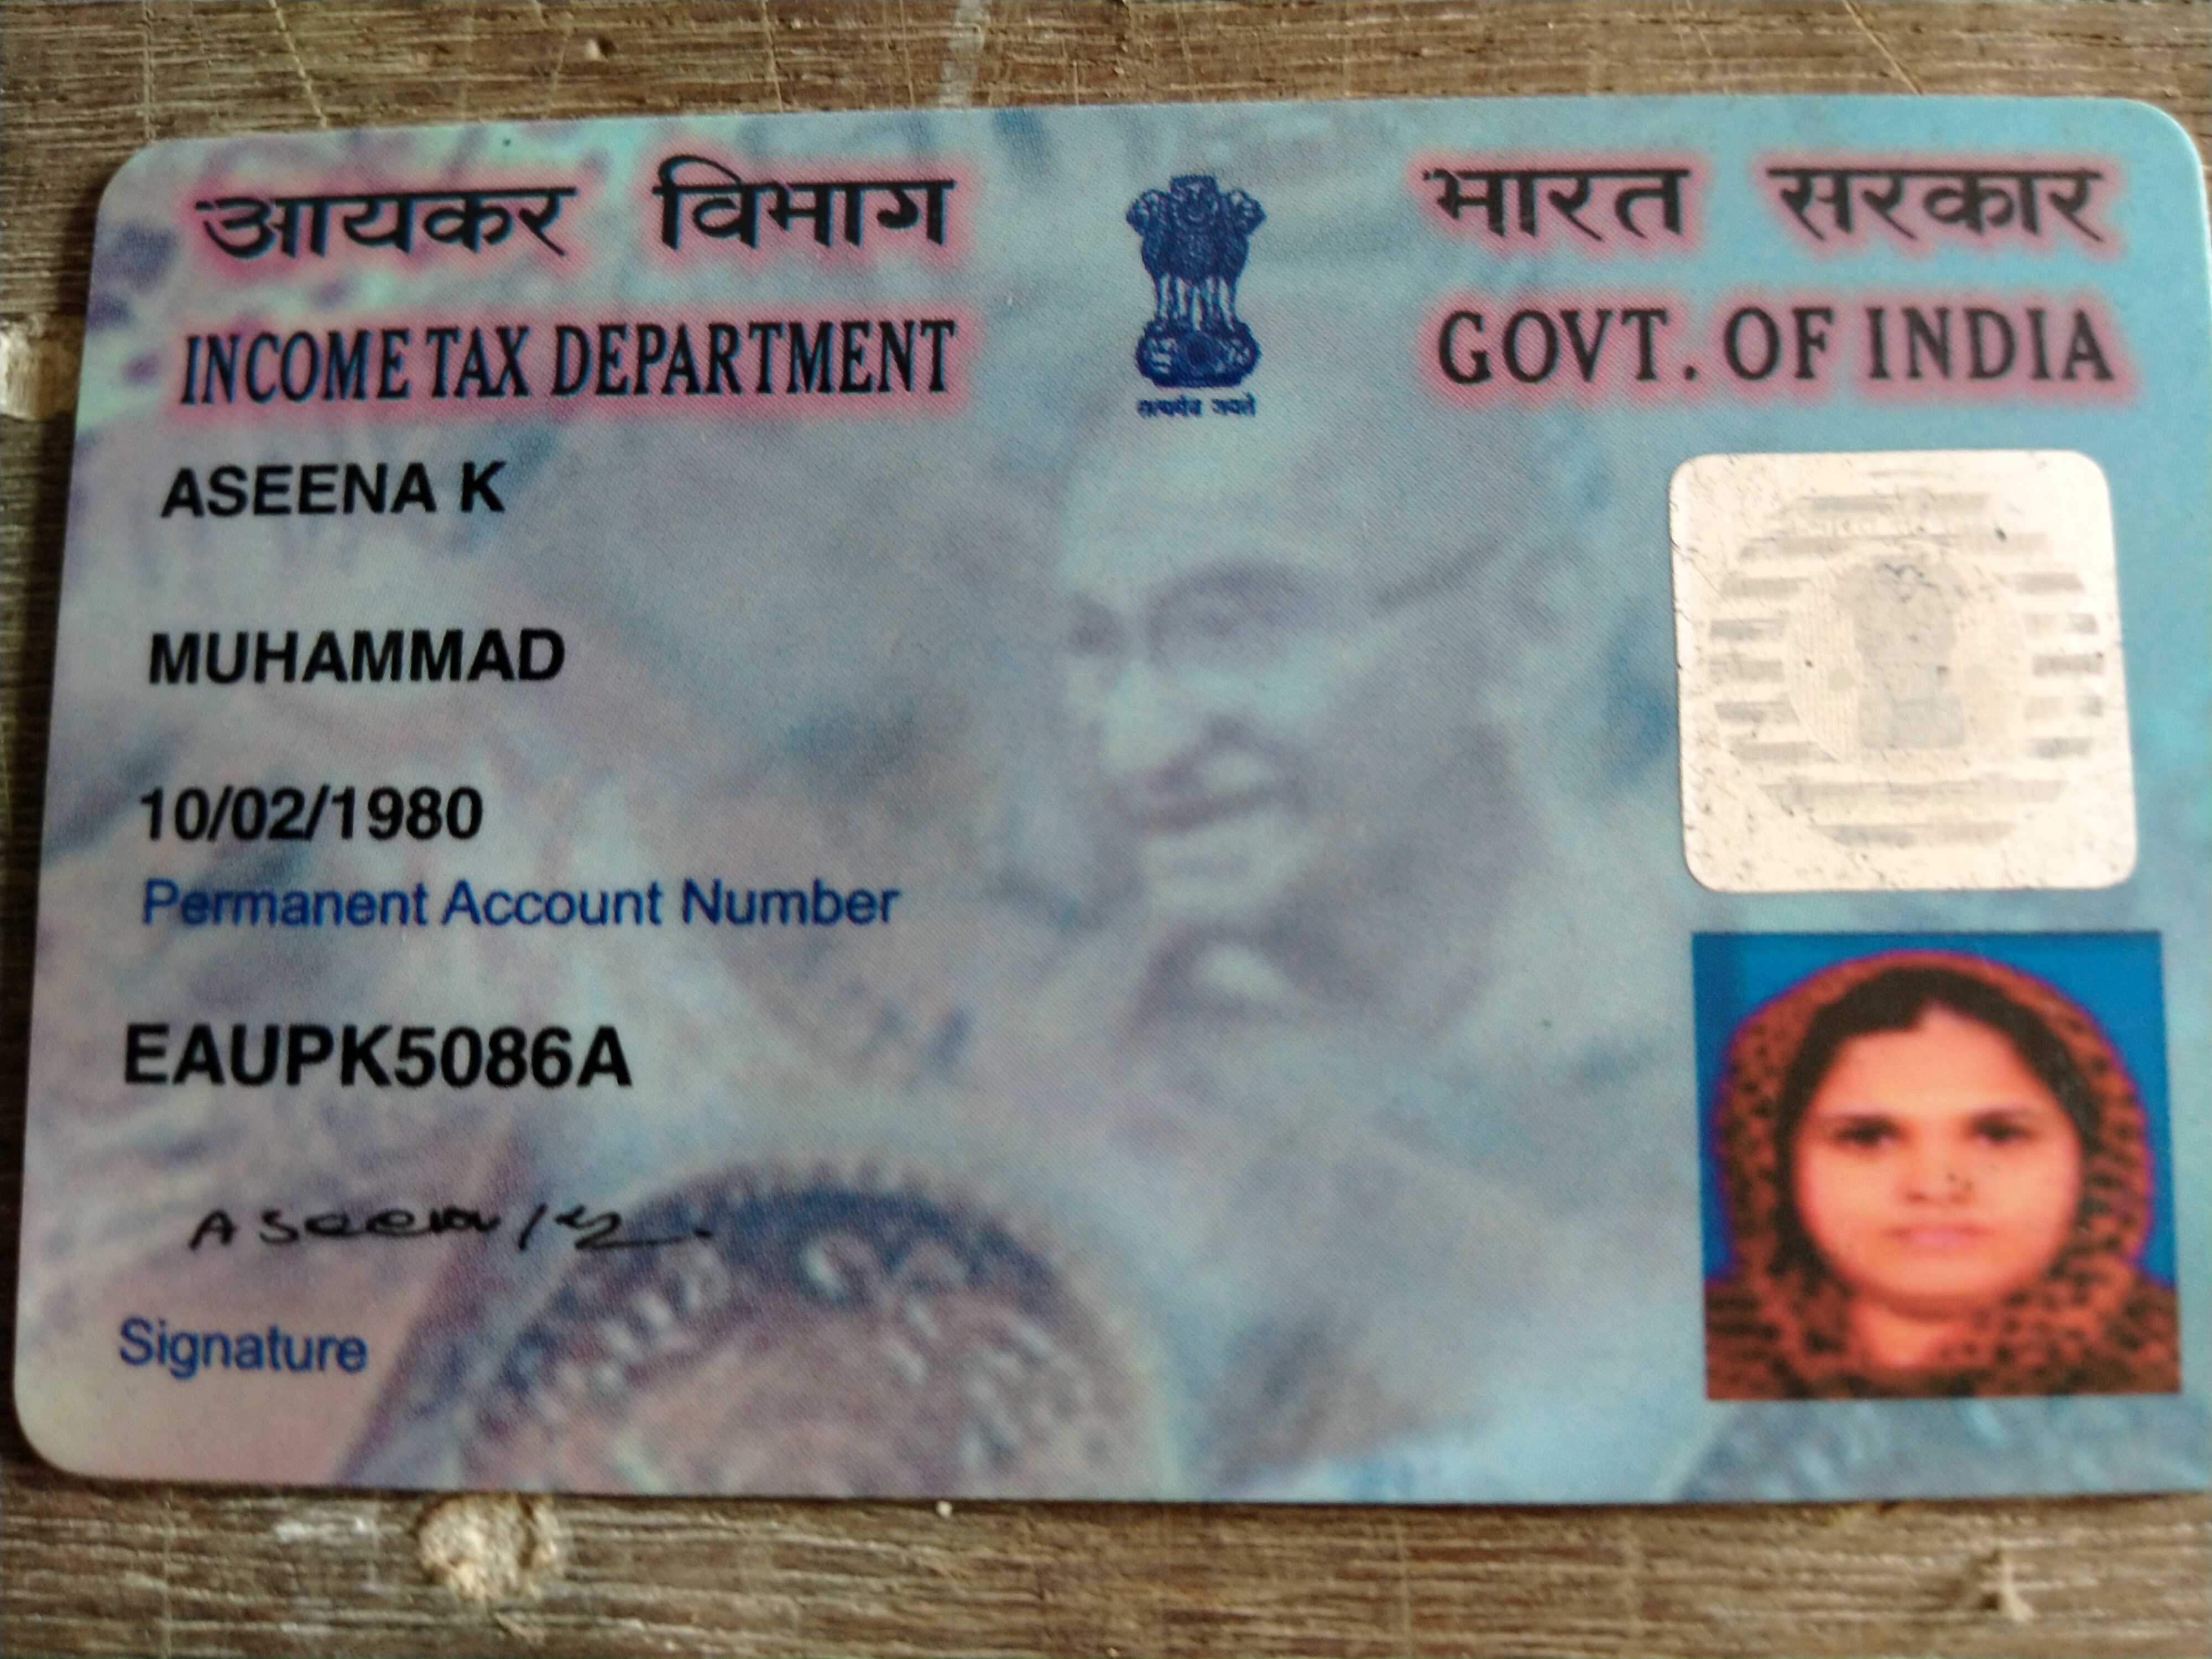 आयकर विभाग
भारत सरकार
INCOME TAX DEPARTMENT
GOVT. OF INDIA
सत्यमेव जयते
ASEENA K
MUHAMMAD
10/02/1980
Permanent Account Number
EAUPK5086A
Signature